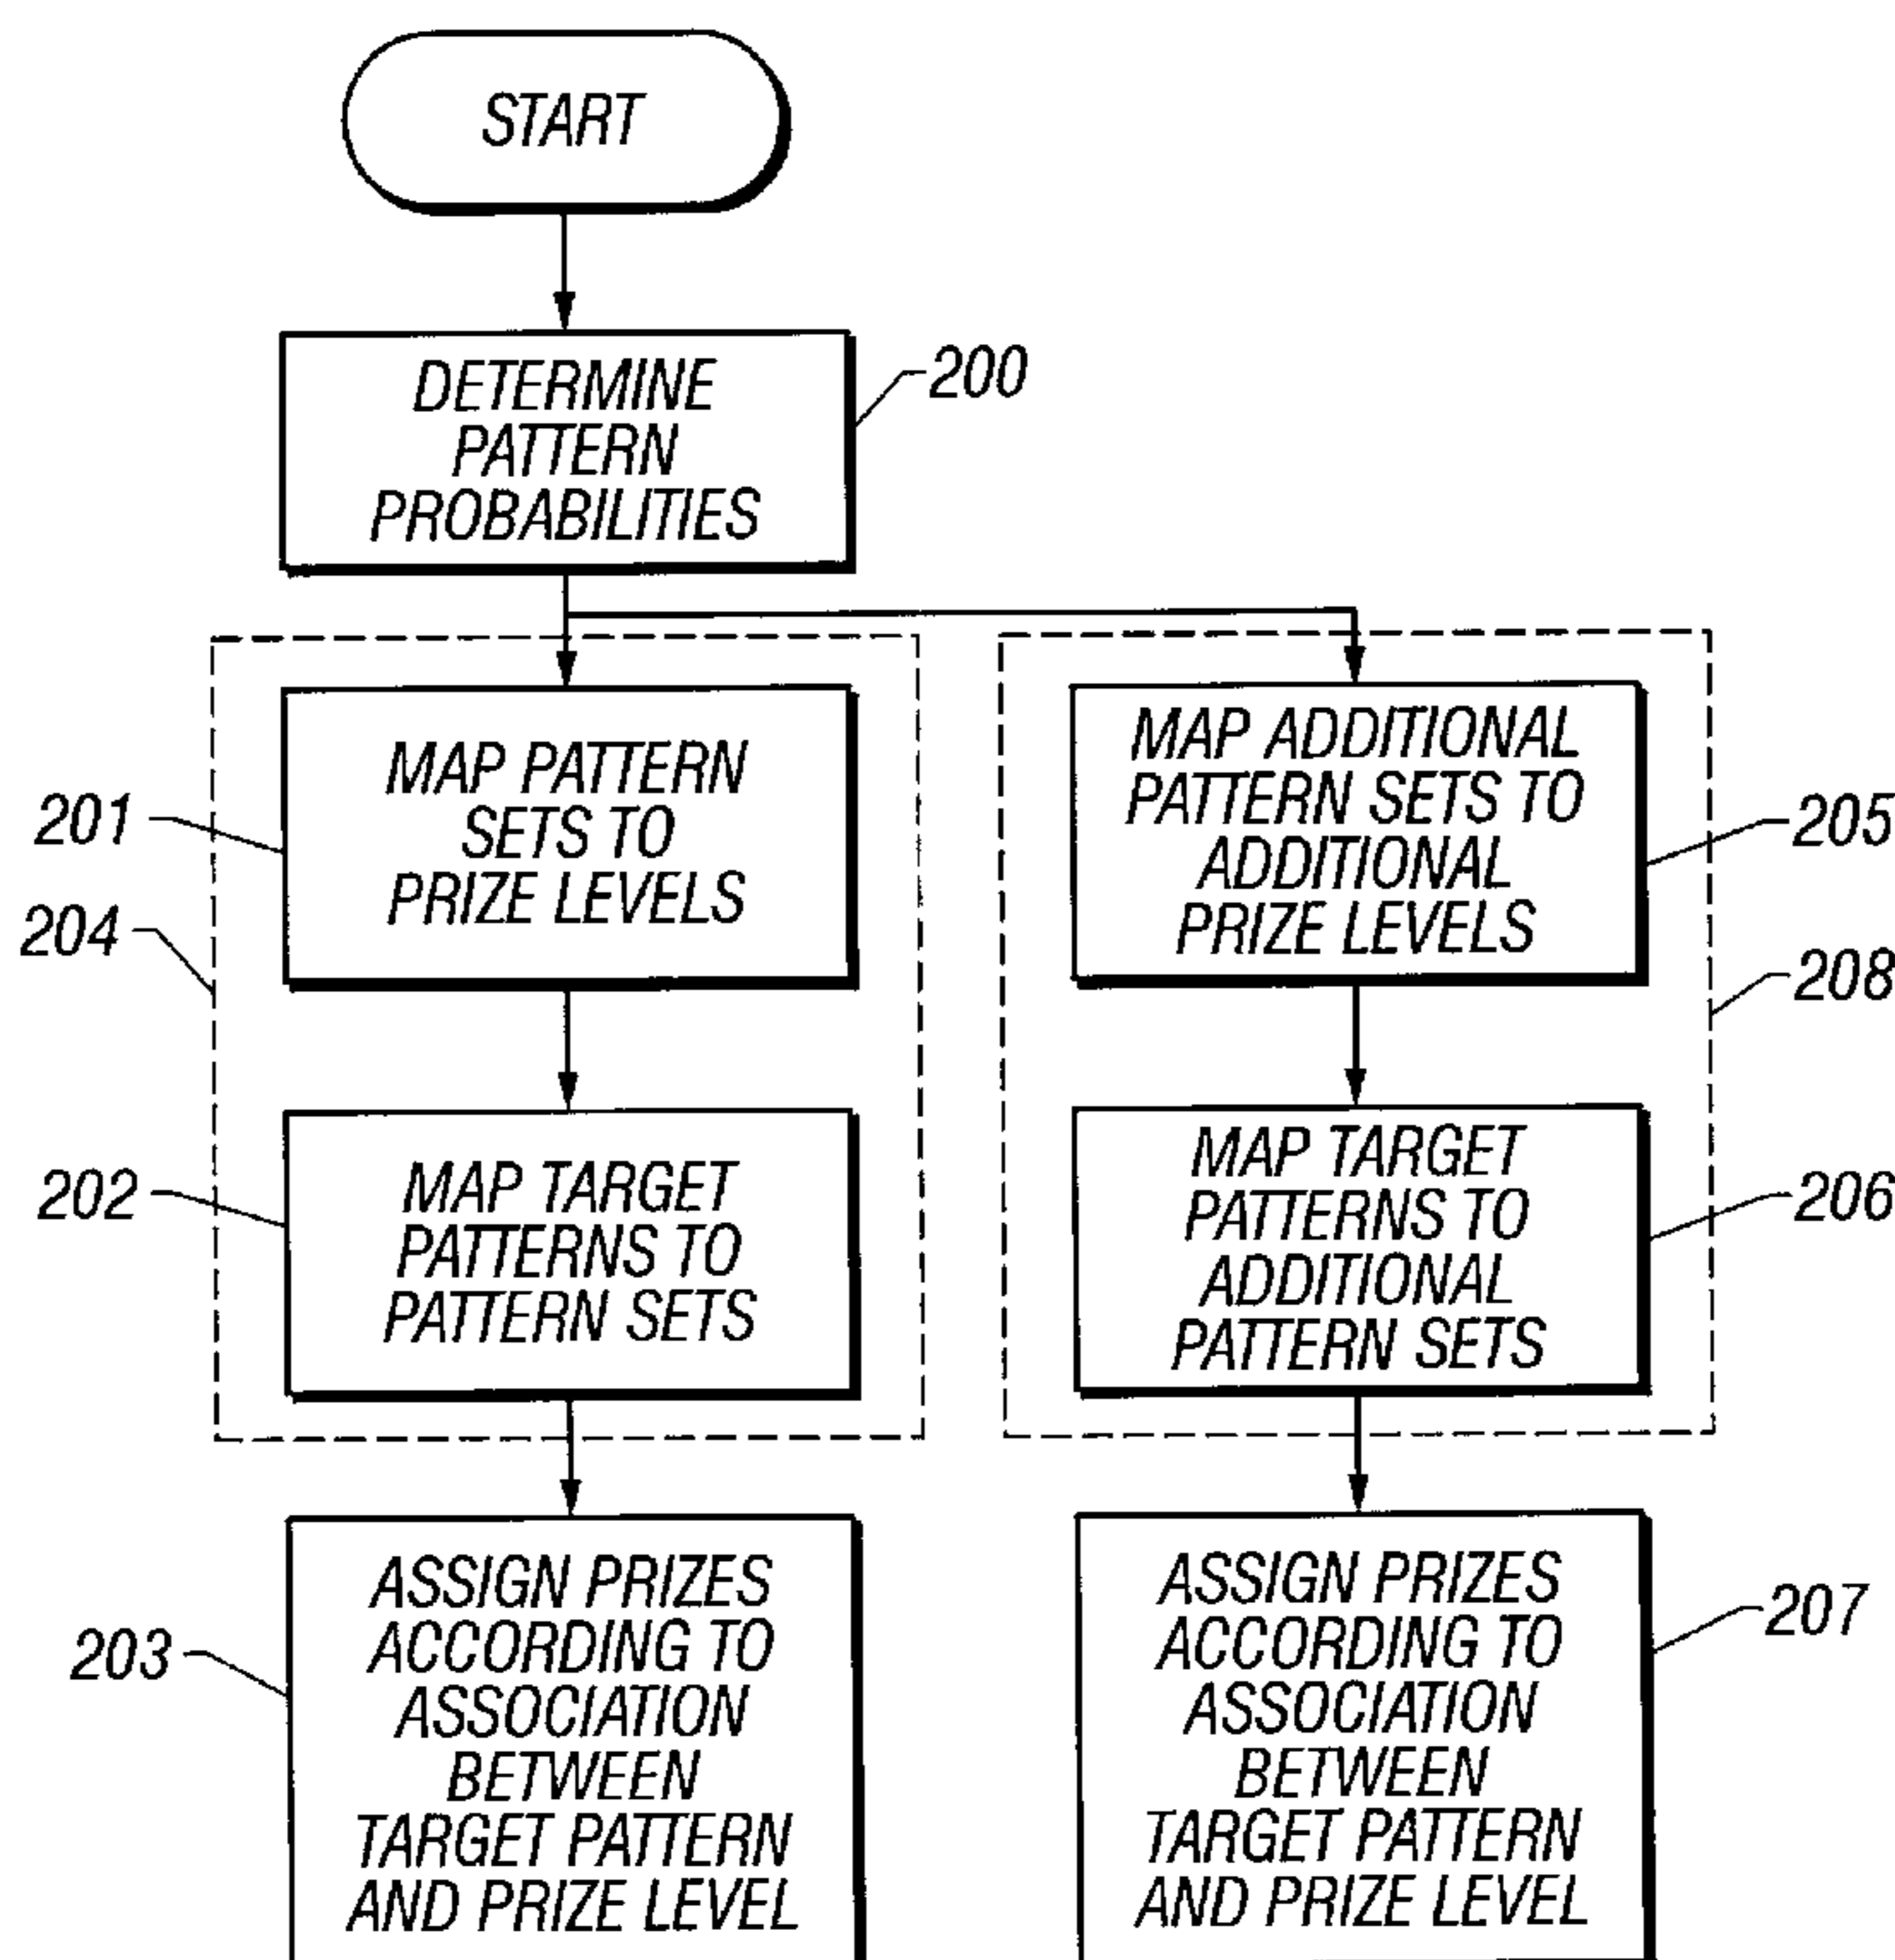 START
DETERMINE
PATTERN
PROBABILITIES
200
MAP PATTERN
SETS TO
PRIZE LEVELS
201
204
MAP ADDITIONAL
PATTERN SETS TO
ADDITIONAL
PRIZE LEVELS
205
208
MAP TARGET
PATTERNS TO
PATTERN SETS
202
MAP TARGET
PATTERNS TO
ADDITIONAL
PATTERN SETS
206
ASSIGN PRIZES
ACCORDING TO
ASSOCIATION
BETWEEN
TARGET PATTERN
AND PRIZE LEVEL
203
ASSIGN PRIZES
ACCORDING TO
ASSOCIATION
BETWEEN
TARGET PATTERN
AND PRIZE LEVEL
207